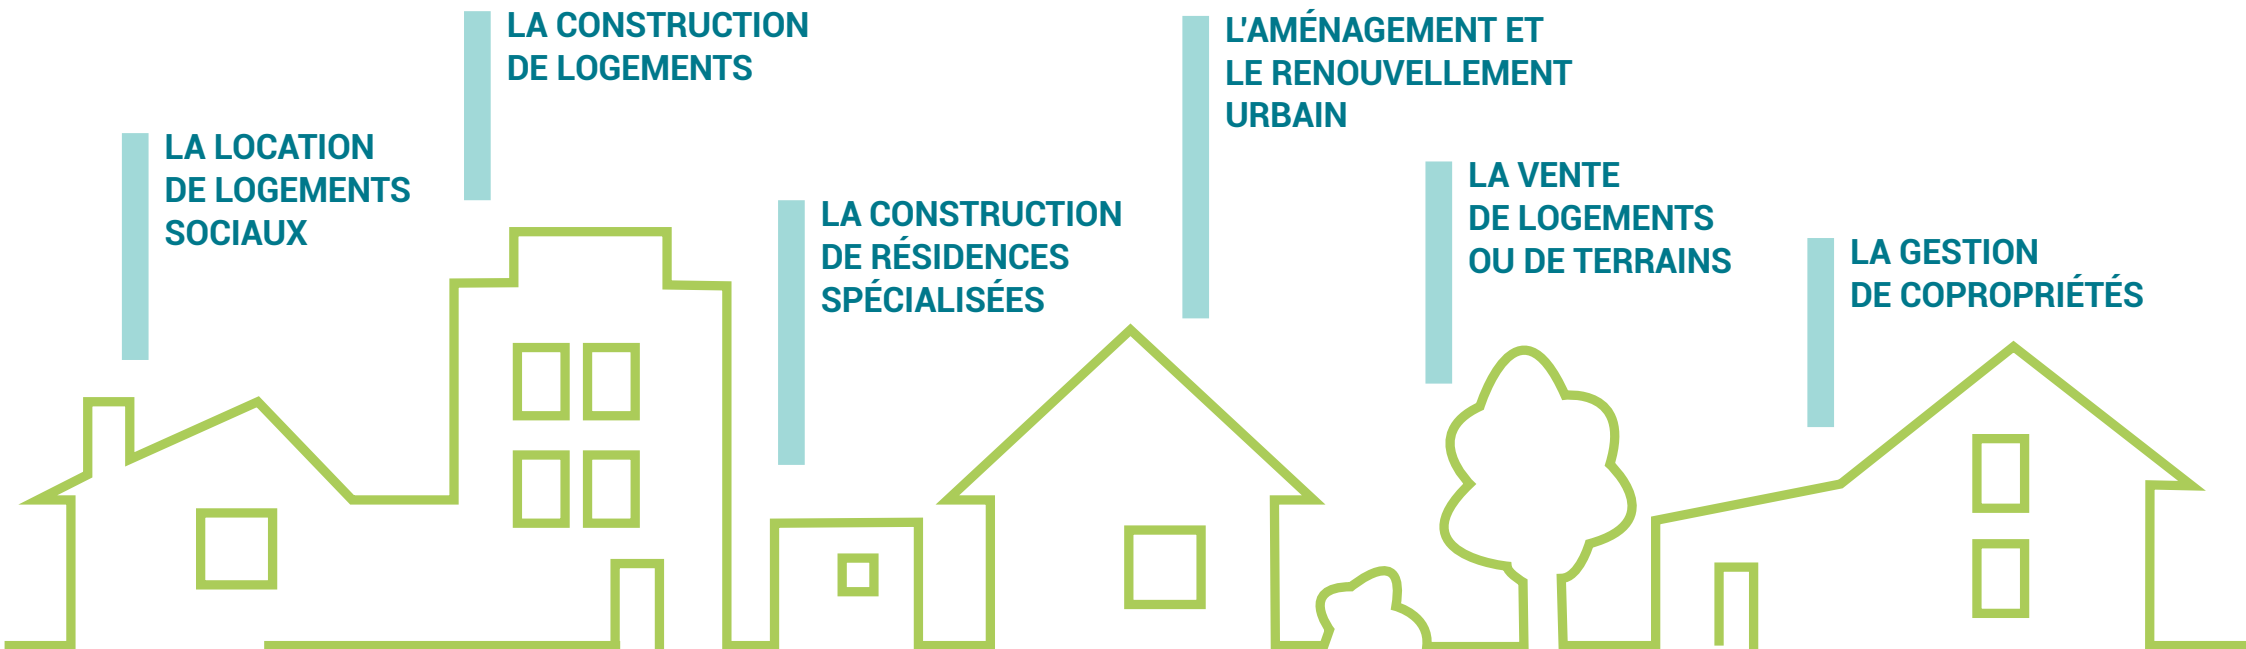 LA LOCATION
DE LOGEMENTS
SOCIAUX
LA CONSTRUCTION
DE LOGEMENTS
LA CONSTRUCTION
DE RÉSIDENCES
SPÉCIALISÉES
L'AMÉNAGEMENT ET
LE RENOUVELLEMENT
URBAIN
LA VENTE
DE LOGEMENTS
OU DE TERRAINS
LA GESTION
DE COPROPRIÉTÉS